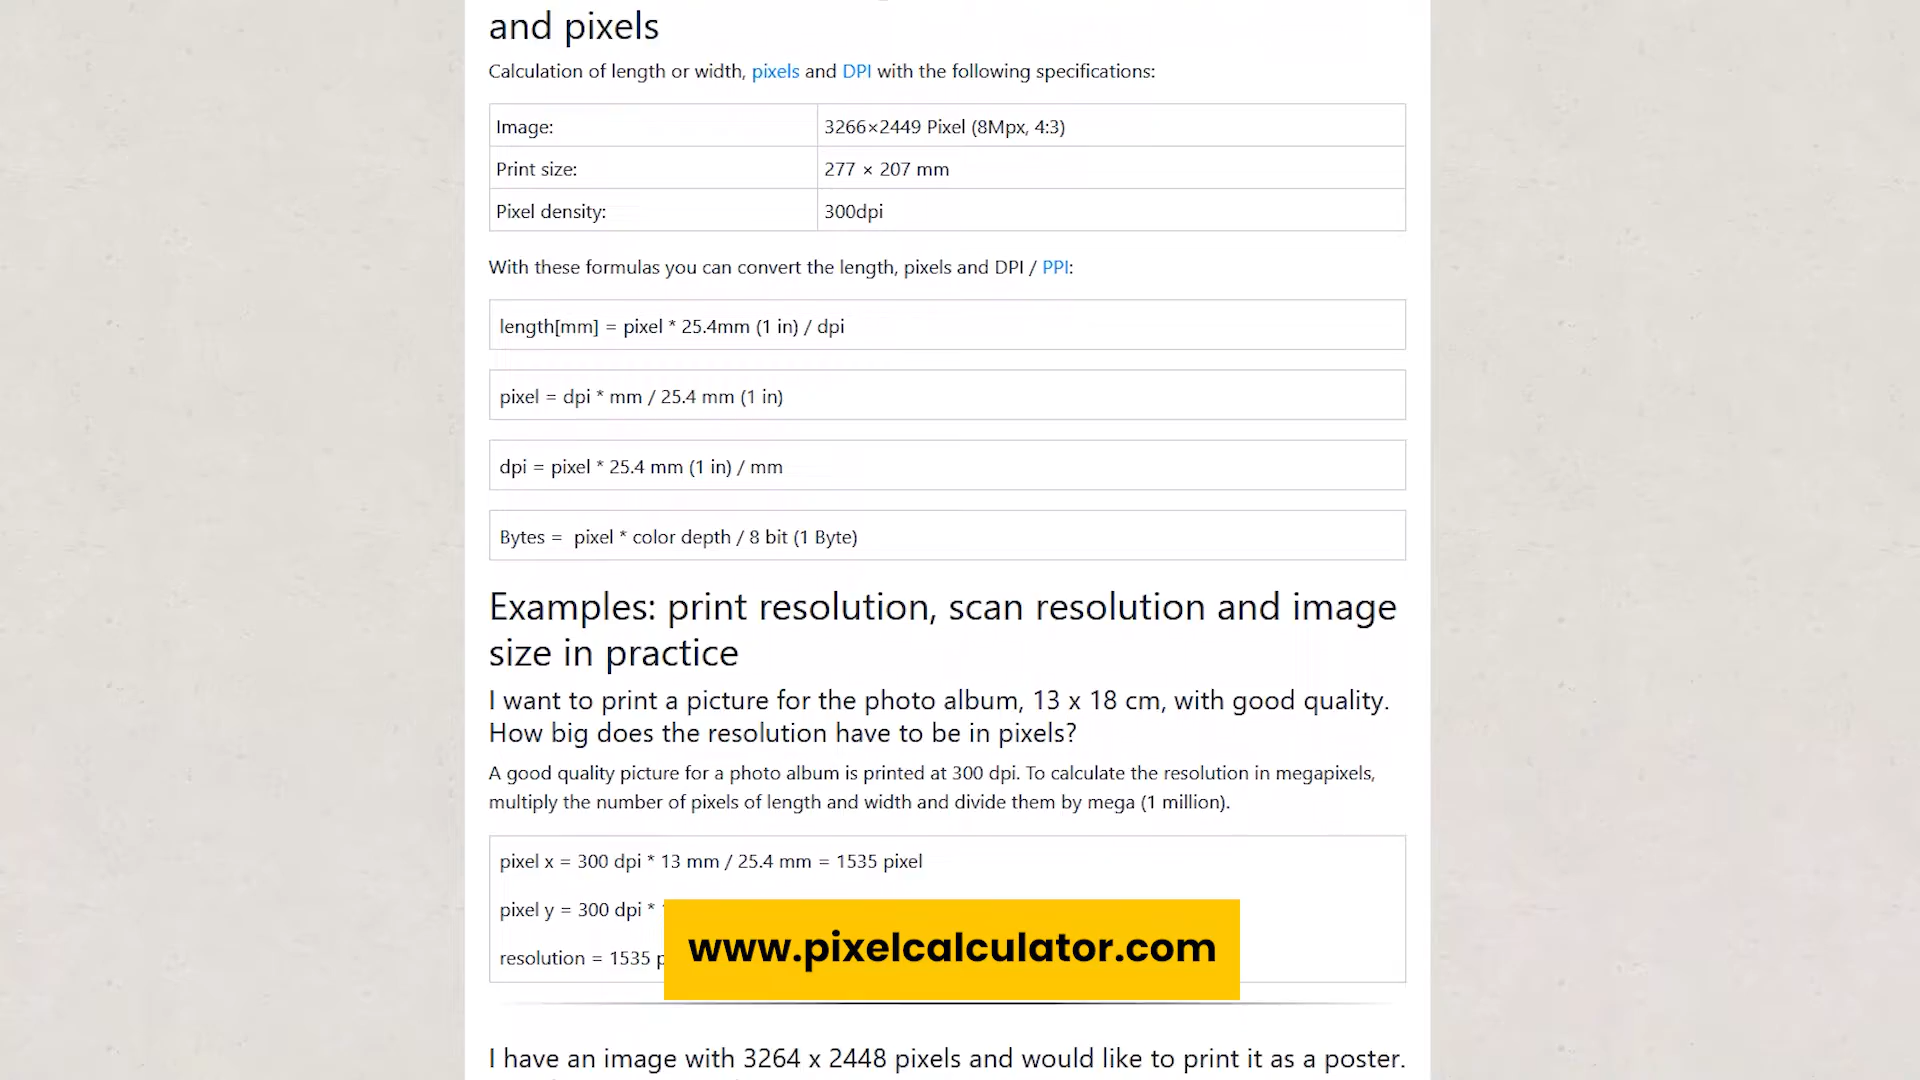 and pixels
Calculation of length or width, pixels and DPI with the following specifications:
Image: 3266×2449 Pixel (8Mpx, 4:3)
Print size: 277 × 207 mm
Pixel density: 300dpi
With these formulas you can convert the length, pixels and DPI / PPI:
length[mm] = pixel * 25.4mm (1 in) / dpi
pixel = dpi * mm / 25.4 mm (1 in)
dpi = pixel * 25.4 mm (1 in) / mm
Bytes =  pixel * color depth / 8 bit (1 Byte)
Examples: print resolution, scan resolution and image
size in practice
I want to print a picture for the photo album, 13 x 18 cm, with good quality.
How big does the resolution have to be in pixels?
A good quality picture for a photo album is printed at 300 dpi. To calculate the resolution in megapixels,
multiply the number of pixels of length and width and divide them by mega (1 million).
pixel x = 300 dpi * 13 mm / 25.4 mm = 1535 pixel
pixel y = 300 dpi *
resolution = 1535
www.pixelcalculator.com
I have an image with 3264 x 2448 pixels and would like to print it as a poster.